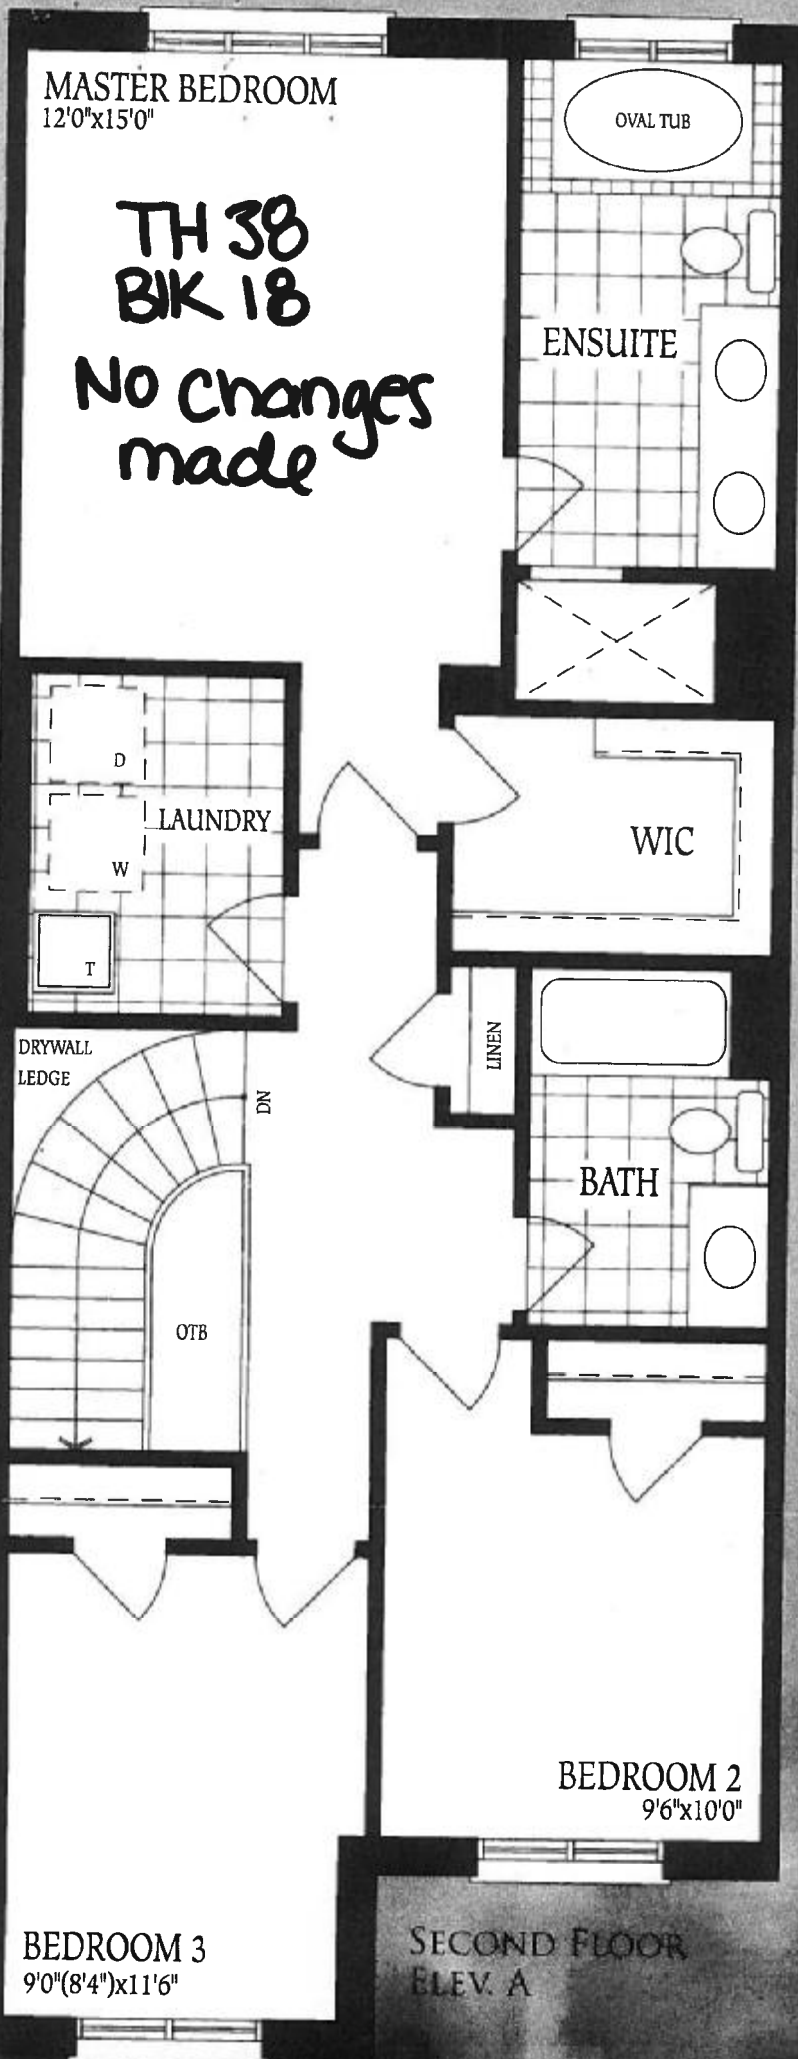 MASTER BEDROOM
12'0"x15'0"
OVAL TUB
TH 38
BlK 18
No changes
made
ENSUITE
D
LAUNDRY
W
T
WIC
DRYWALL
LEDGE
DN
LINEN
BATH
OTB
BEDROOM 2
9'6"x10'0"
BEDROOM 3
9'0"(8'4")x11'6"
SECOND FLOOR
ELEV. A